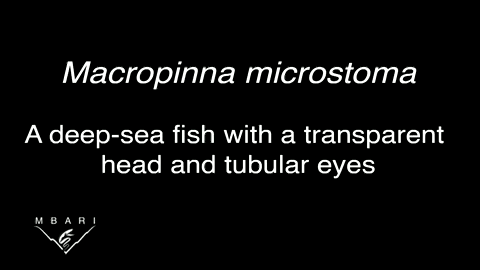 Macropinna microstoma
A deep-sea fish with a transparent
head and tubular eyes
MBARI